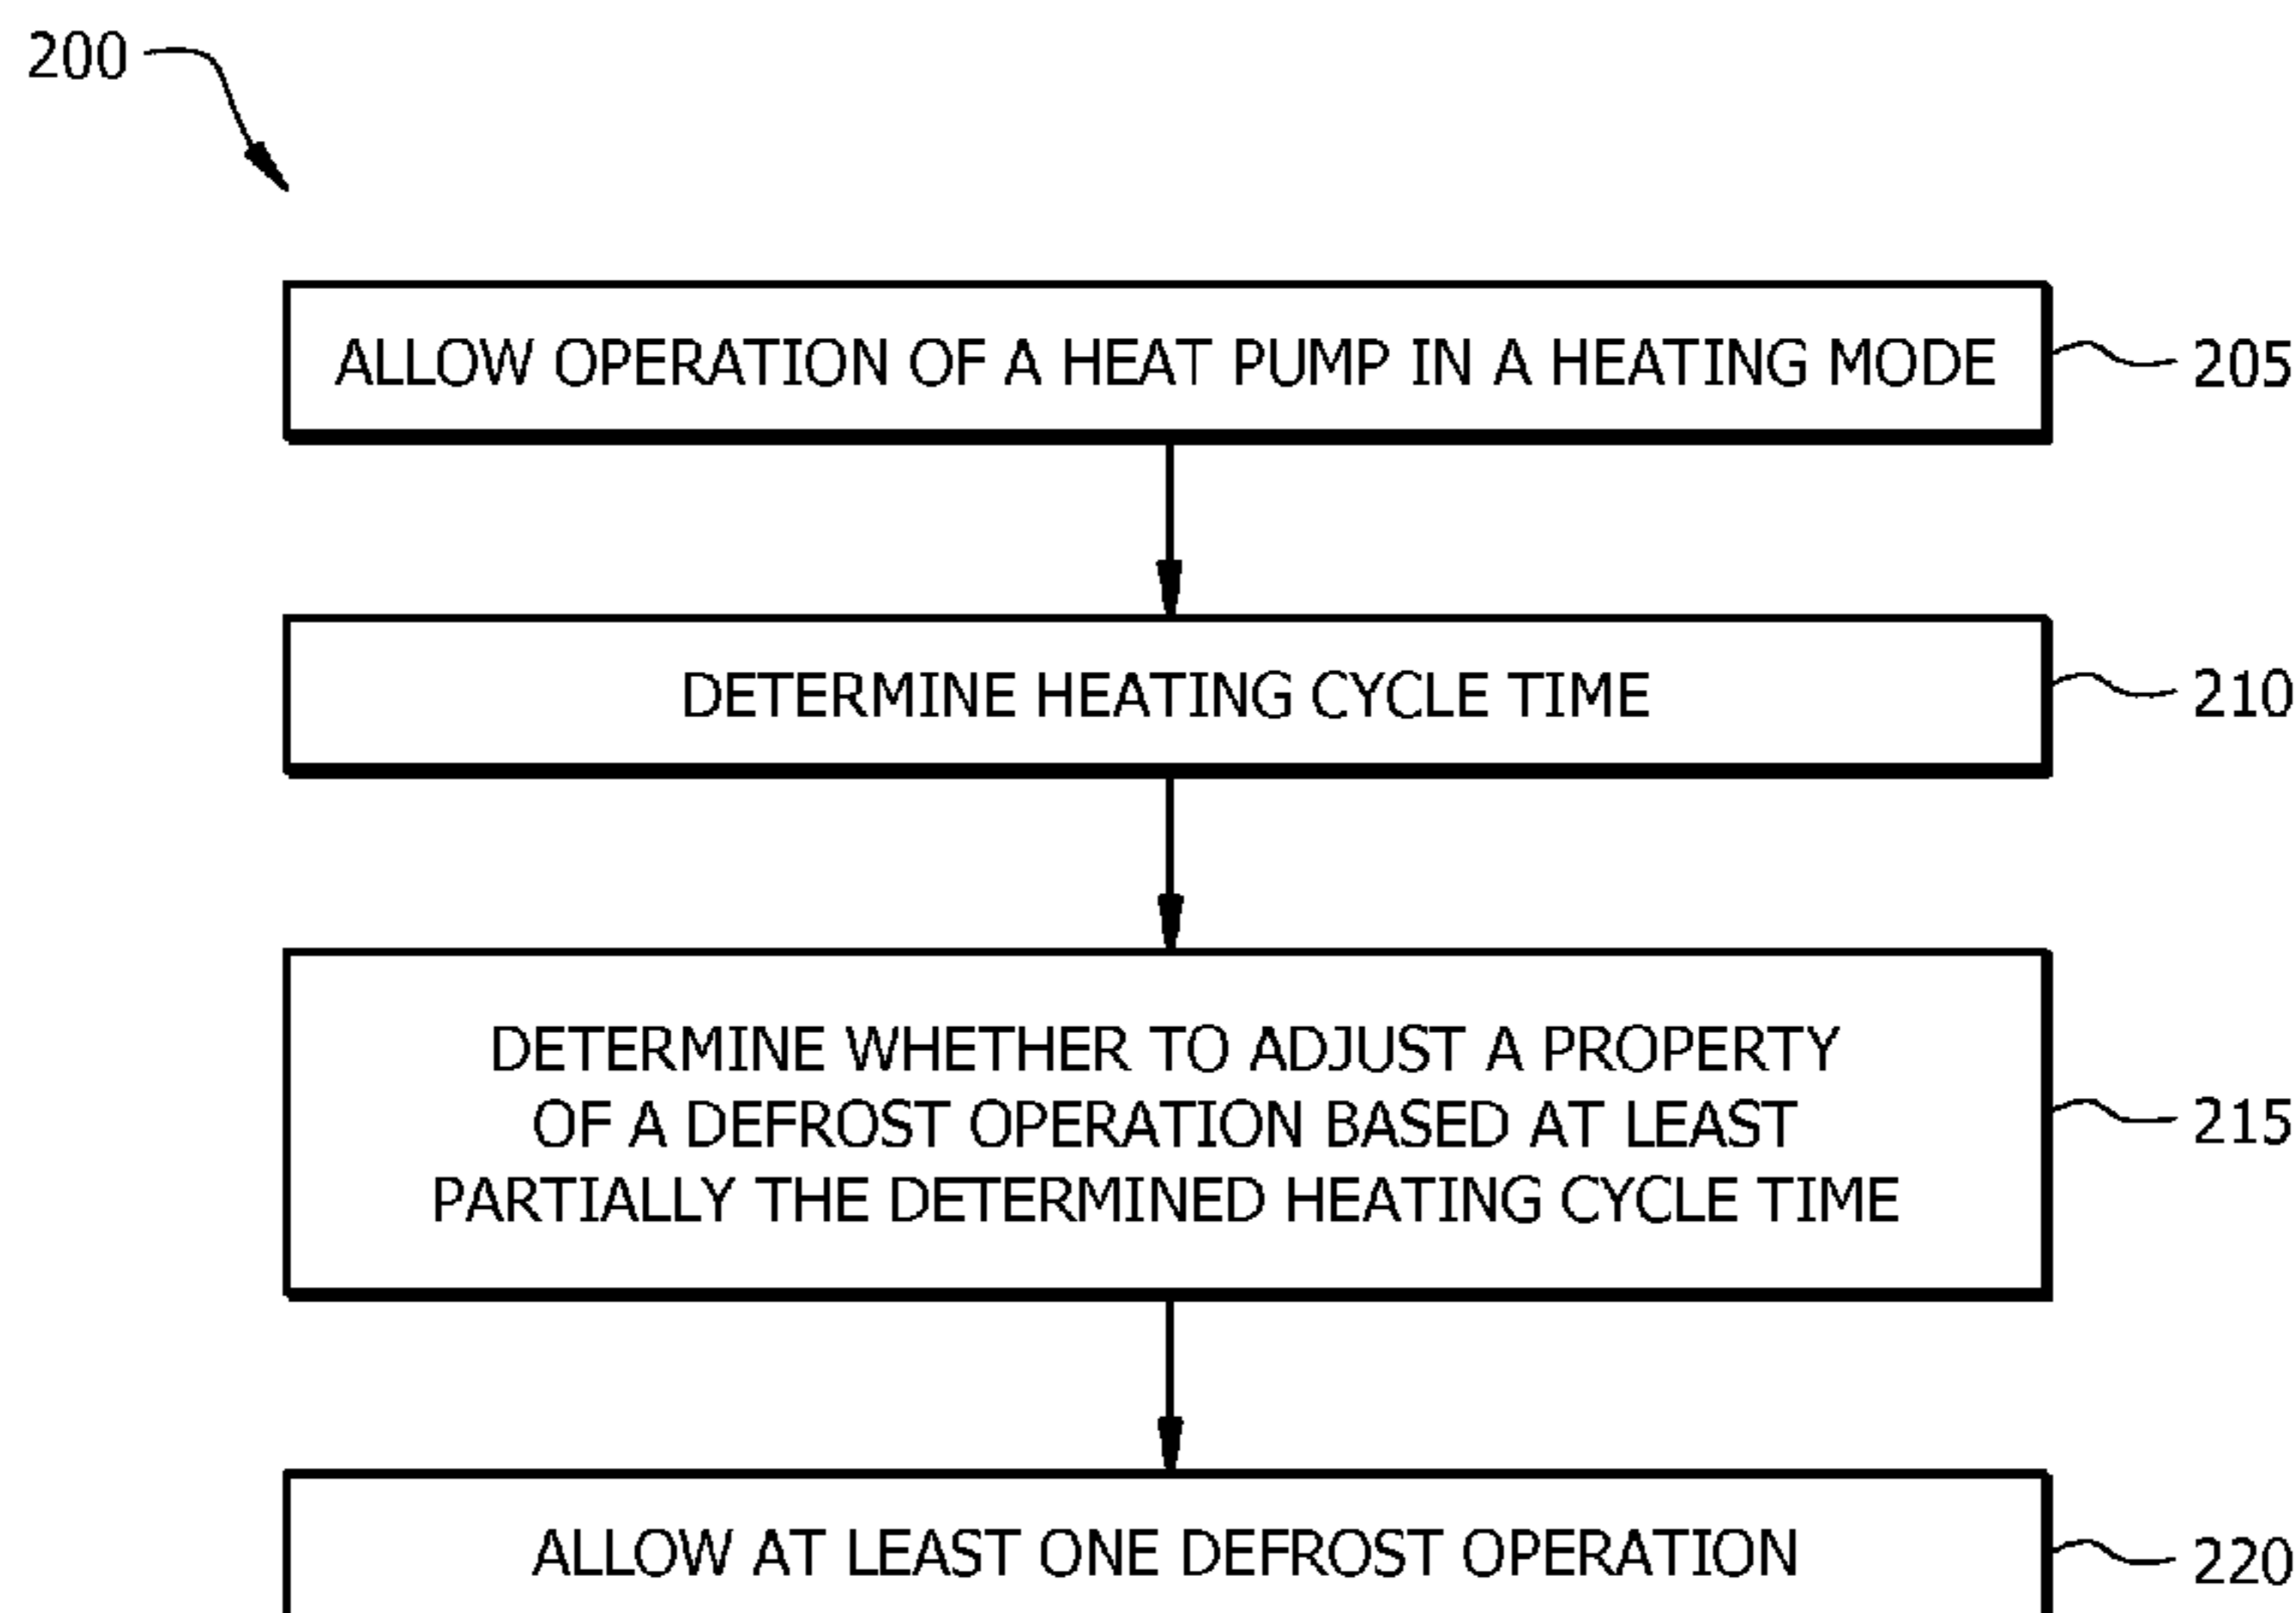 200
ALLOW OPERATION OF A HEAT PUMP IN A HEATING MODE
205
DETERMINE HEATING CYCLE TIME
210
DETERMINE WHETHER TO ADJUST A PROPERTY
OF A DEFROST OPERATION BASED AT LEAST
PARTIALLY THE DETERMINED HEATING CYCLE TIME
215
ALLOW AT LEAST ONE DEFROST OPERATION
220